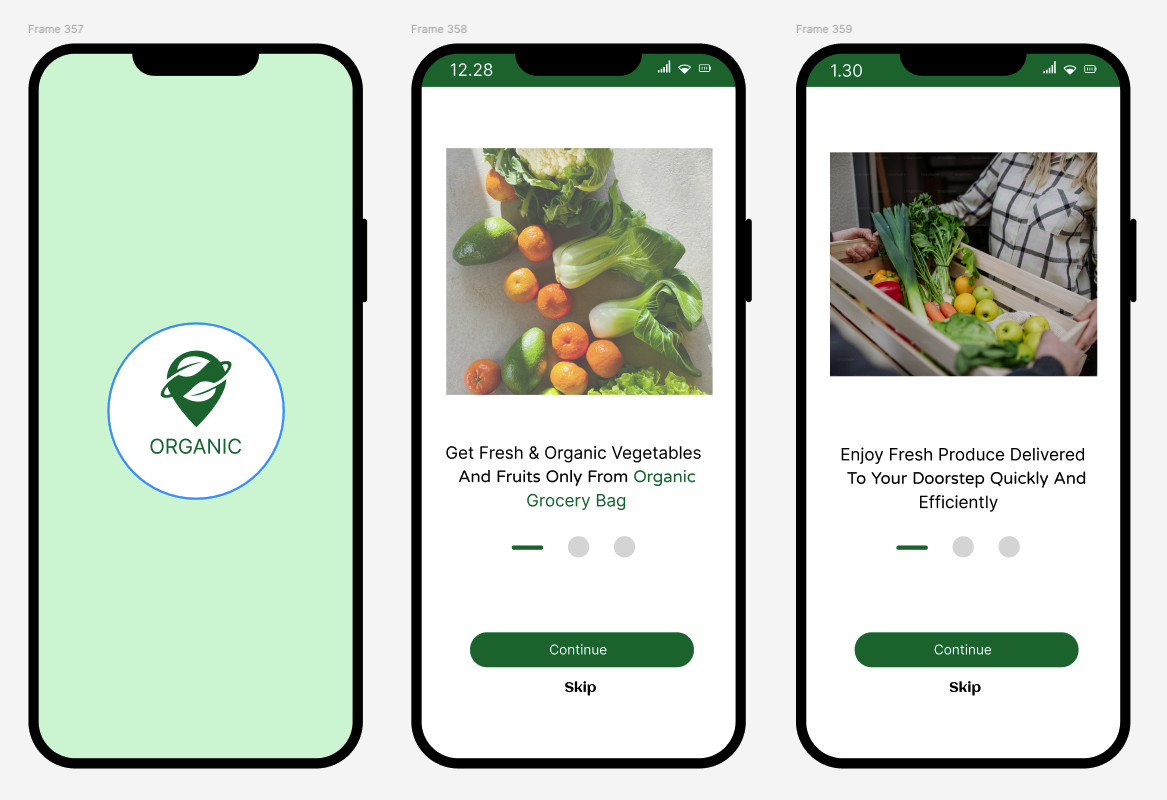 Frame 357
ORGANIC
Frame 358
12.28
Get Fresh & Organic Vegetables
And Fruits Only From Organic
Grocery Bag
Continue
Skip
Frame 359
1.30
Enjoy Fresh Produce Delivered
To Your Doorstep Quickly And
Efficiently
Continue
Skip